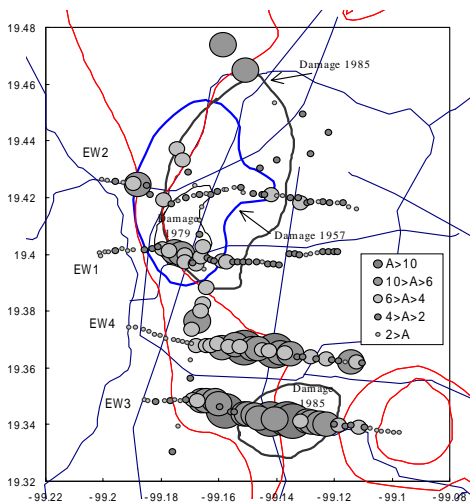 19.48
19.46
19.44
19.42
19.4
19.38
19.36
19.34
19.32
-99.22
-99.2
-99.18
-99.16
-99.14
-99.12
-99.1
-99.08
Damage 1985
EW2
Damage
1979
Damage 1957
EW1
EW4
EW3
Damage
1985
A>10
10>A>6
6>A>4
4>A>2
2>A